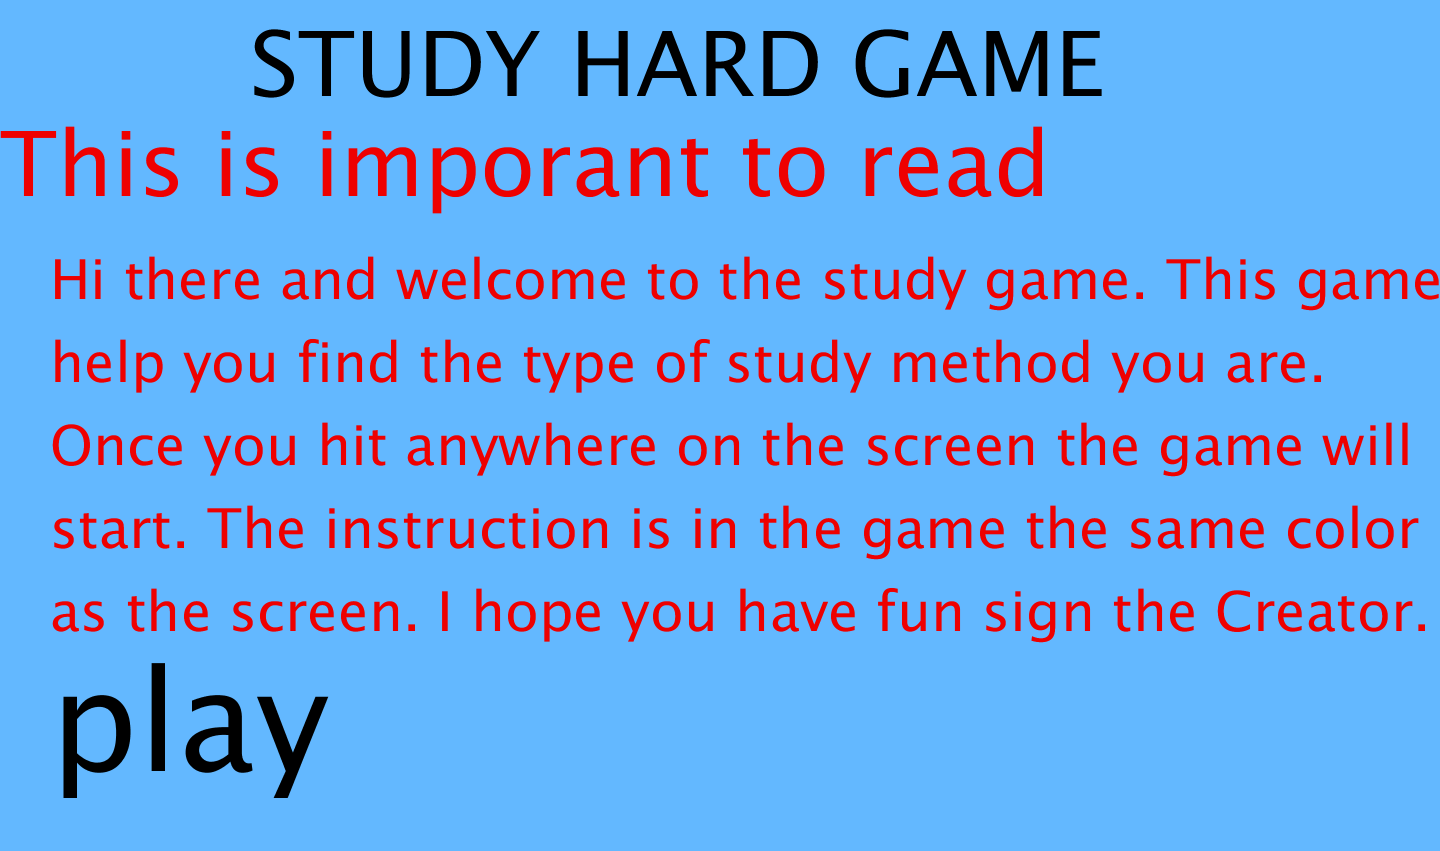 STUDY HARD GAME
This is imporant to read
Hi there and welcome to the study game. This game
help you find the type of study method you are.
Once you hit anywhere on the screen the game will
start. The instruction is in the game the same color
as the screen. I hope you have fun sign the Creator.
play